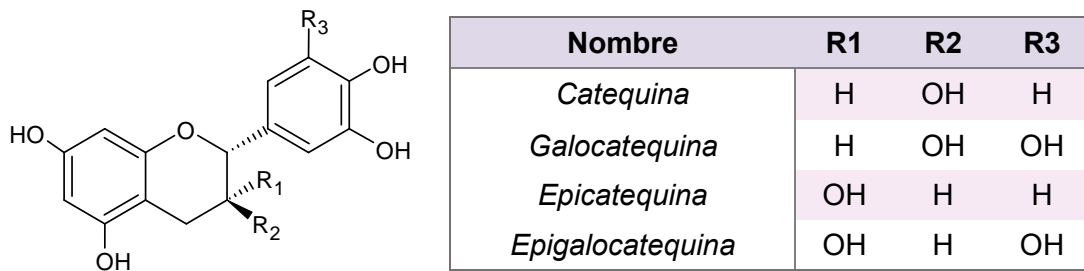 R3
OH
HO
O
OH
R1
R2
OH
Nombre R1 R2 R3
Catequina H OH H
Galocatequina H OH OH
Epicatequina OH H H
Epigalocatequina OH H OH